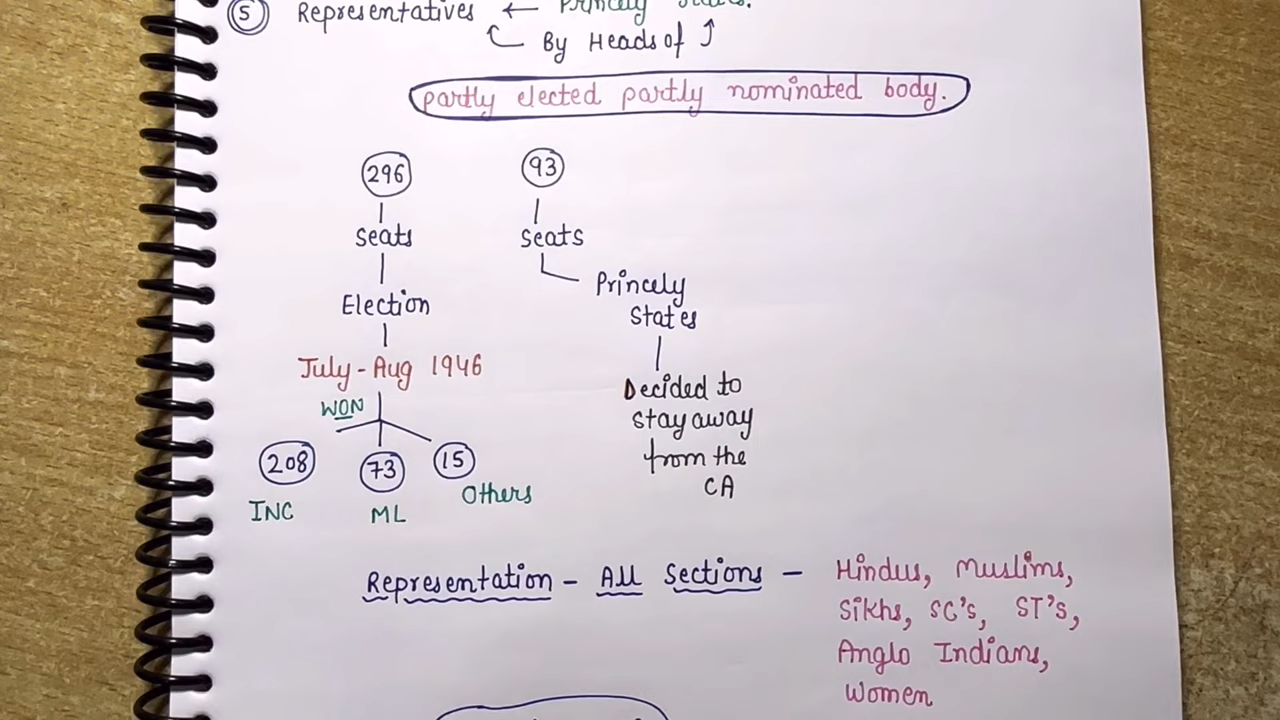 5 Representatives ← Princely States.
By Heads of
partly elected partly nominated body.
296 93
Seats Seats
Election
Princely
States
July-Aug 1946
WON
Decided to
stay away
from the
CA
208 73 15
INC ML Others
Representation - All Sections - Hindus, Muslims,
Sikhs, SC's, ST's,
Anglo Indians,
Women